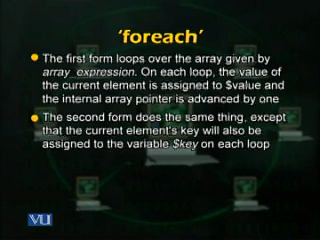 ‘foreach’
The first form loops over the array given by
array_expression. On each loop, the value of
the current element is assigned to $value and
the internal array pointer is advanced by one
The second form does the same thing, except
that the current element's key will also be
assigned to the variable $key on each loop
VU